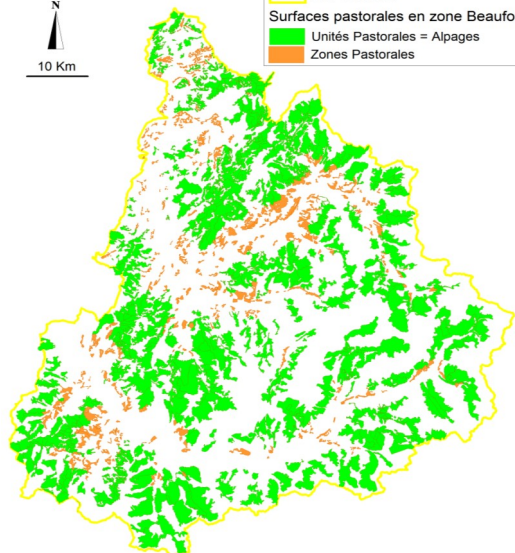 N
10 Km
Surfaces pastorales en zone Beaufo
Unités Pastorales = Alpages
Zones Pastorales